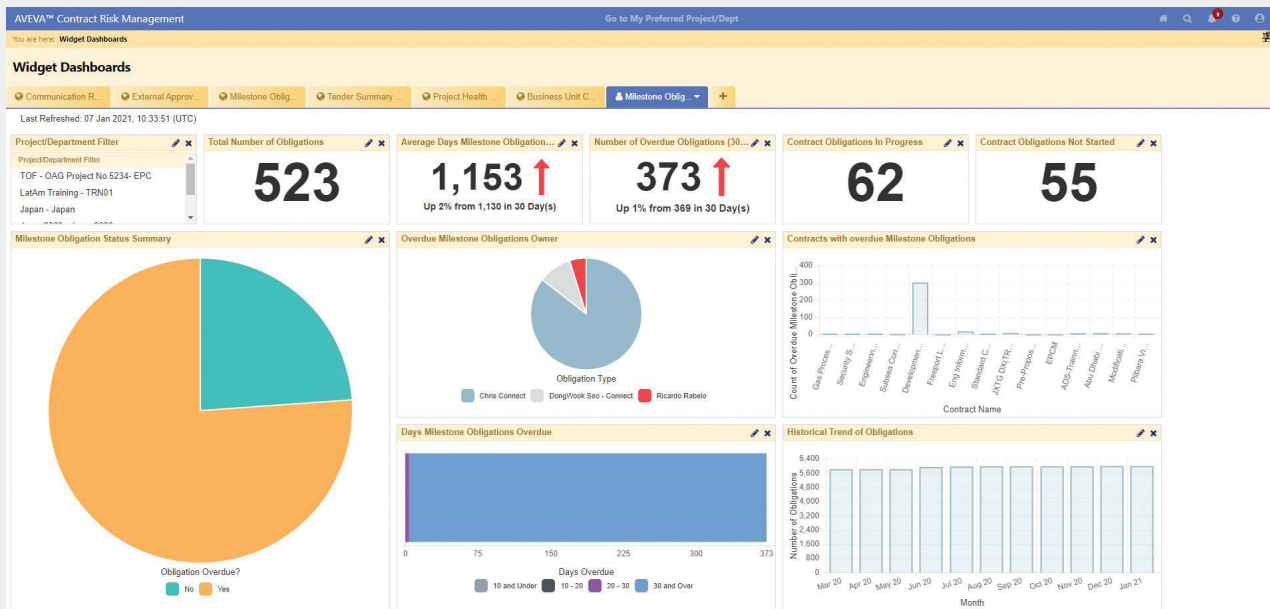 AVEVA™ Contract Risk Management
Go to My Preferred Project/Dept
You are here: Widget Dashboards
Widget Dashboards
Communication R...
External Approv...
Milestone Oblig...
Tender Summary ...
Project Health ...
Business Unit C...
Milestone Oblig...
+
Last Refreshed: 07 Jan 2021, 10:33:51 (UTC)
Project/Department Filter
Project/Department Filter
TOF - OAG Project No.5234- EPC
LatAm Training - TRN01
Japan - Japan
Total Number of Obligations
523
Average Days Milestone Obligation...
1,153
Up 2% from 1,130 in 30 Day(s)
Number of Overdue Obligations (30...
373
Up 1% from 369 in 30 Day(s)
Contract Obligations In Progress
62
Contract Obligations Not Started
55
Milestone Obligation Status Summary
Obligation Overdue?
No
Yes
Overdue Milestone Obligations Owner
Obligation Type
Chris Connect
DongWook Seo - Connect
Ricardo Rabelo
Contracts with overdue Milestone Obligations
Count of Overdue Milestone Obli...
400
300
200
100
0
Gas Proces...
Security S...
Engineerin...
Subsea Con...
Developmen...
Freeport L...
Eng Inform...
Standard C...
JXTG DX(TR...
Pre-Propos...
EPCM
ADS-Trainin...
Abu Dhabi ...
Modificati...
Pilbara Vi...
Contract Name
Days Milestone Obligations Overdue
0
75
150
225
300
373
Days Overdue
10 and Under
10 - 20
20 - 30
30 and Over
Historical Trend of Obligations
Number of Obligations
6,400
5,600
4,800
4,000
3,200
2,400
1,600
800
0
Mar 20
Apr 20
May 20
Jun 20
Jul 20
Aug 20
Sep 20
Oct 20
Nov 20
Dec 20
Jan 21
Month